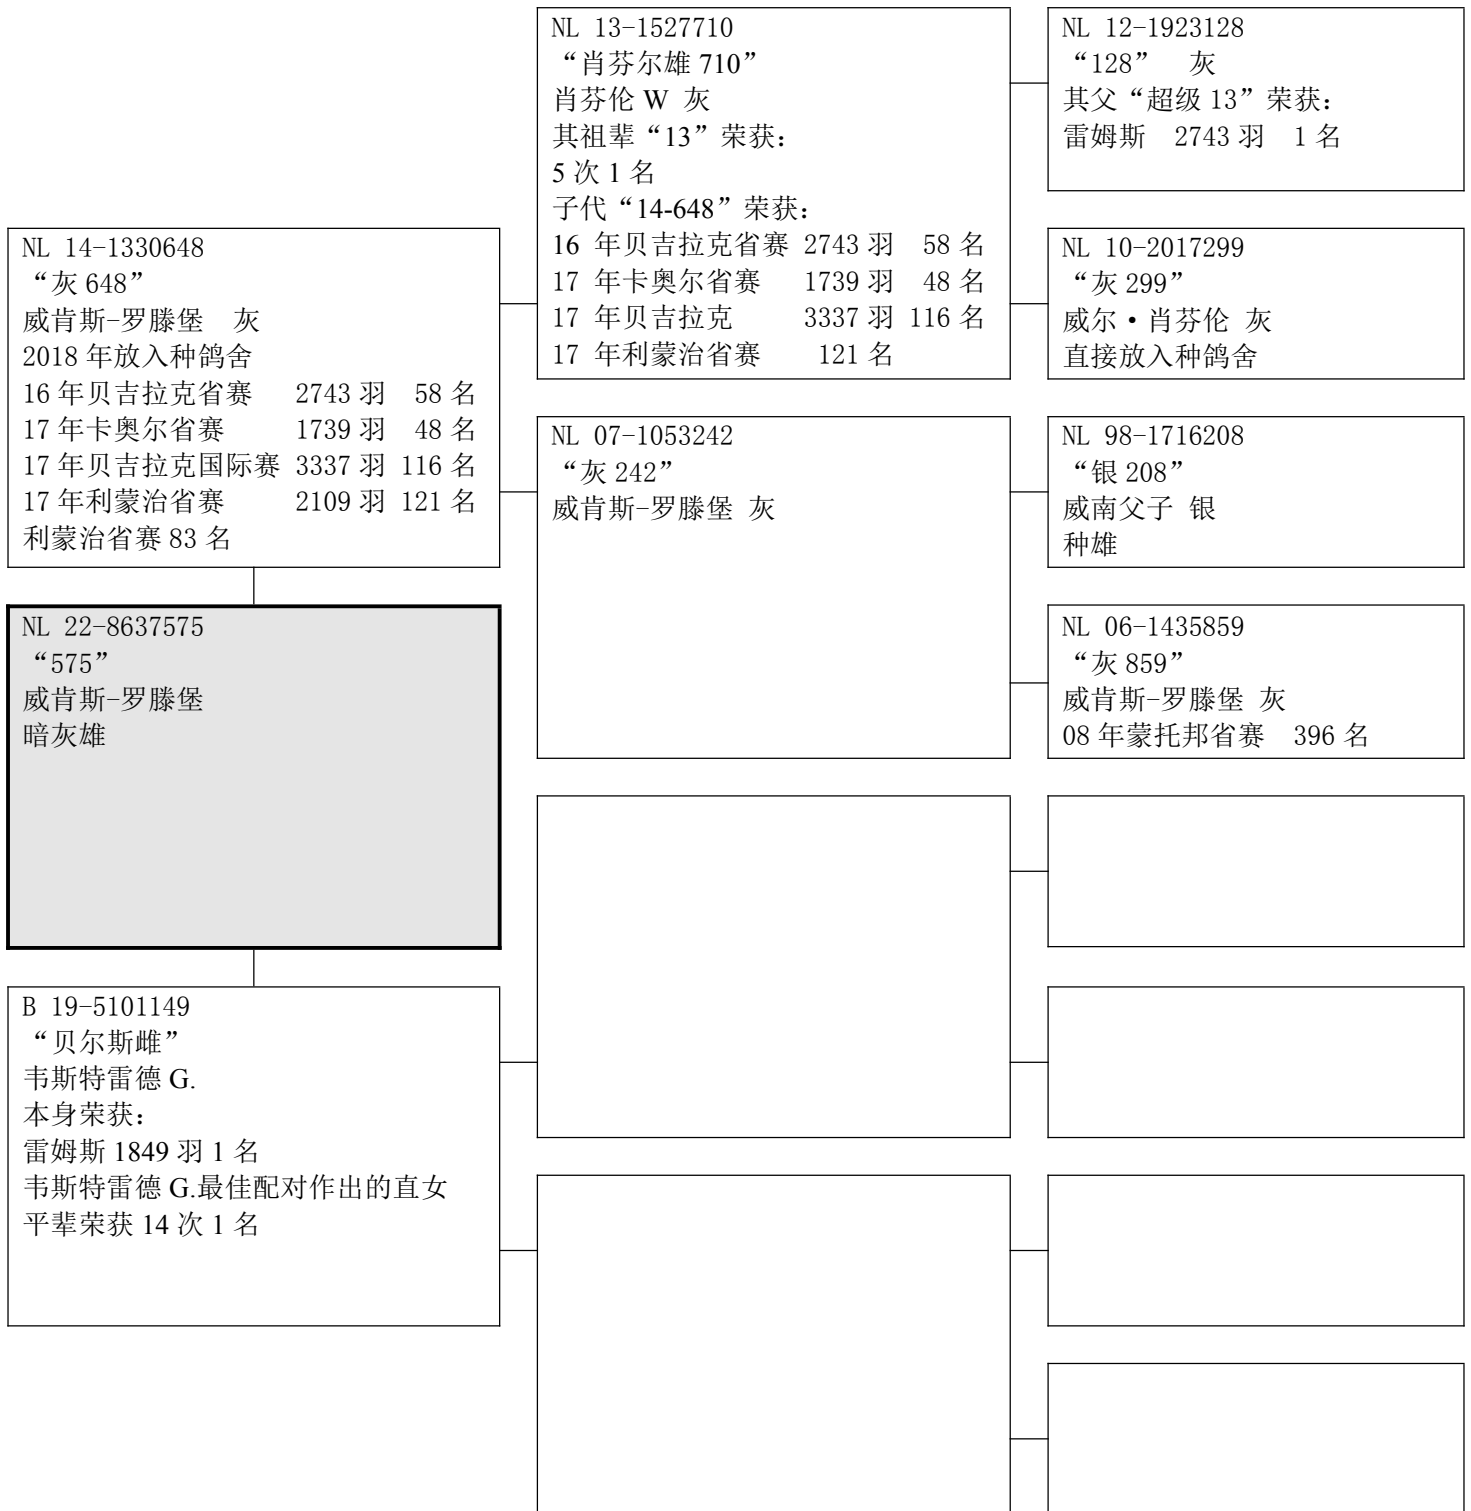 NL 13-1527710
“肖芬尔雄 710”
肖芬伦 W 灰
其祖辈“13”荣获：
5 次 1 名
子代“14-648”荣获：
16 年贝吉拉克省赛 2743 羽 58 名
17 年卡奥尔省赛 1739 羽 48 名
17 年贝吉拉克 3337 羽 116 名
17 年利蒙治省赛 121 名
NL 12-1923128
“128” 灰
其父“超级 13”荣获：
雷姆斯 2743 羽 1 名
NL 14-1330648
“灰 648”
威肯斯-罗滕堡 灰
2018 年放入种鸽舍
16 年贝吉拉克省赛 2743 羽 58 名
17 年卡奥尔省赛 1739 羽 48 名
17 年贝吉拉克国际赛 3337 羽 116 名
17 年利蒙治省赛 2109 羽 121 名
利蒙治省赛 83 名
NL 10-2017299
“灰 299”
威尔·肖芬伦 灰
直接放入种鸽舍
NL 07-1053242
“灰 242”
威肯斯-罗滕堡 灰
NL 98-1716208
“银 208”
威南父子 银
种雄
NL 22-8637575
“575”
威肯斯-罗滕堡
暗灰雄
NL 06-1435859
“灰 859”
威肯斯-罗滕堡 灰
08 年蒙托邦省赛 396 名
B 19-5101149
“贝尔斯雌”
韦斯特雷德 G.
本身荣获：
雷姆斯 1849 羽 1 名
韦斯特雷德 G.最佳配对作出的直女
平辈荣获 14 次 1 名